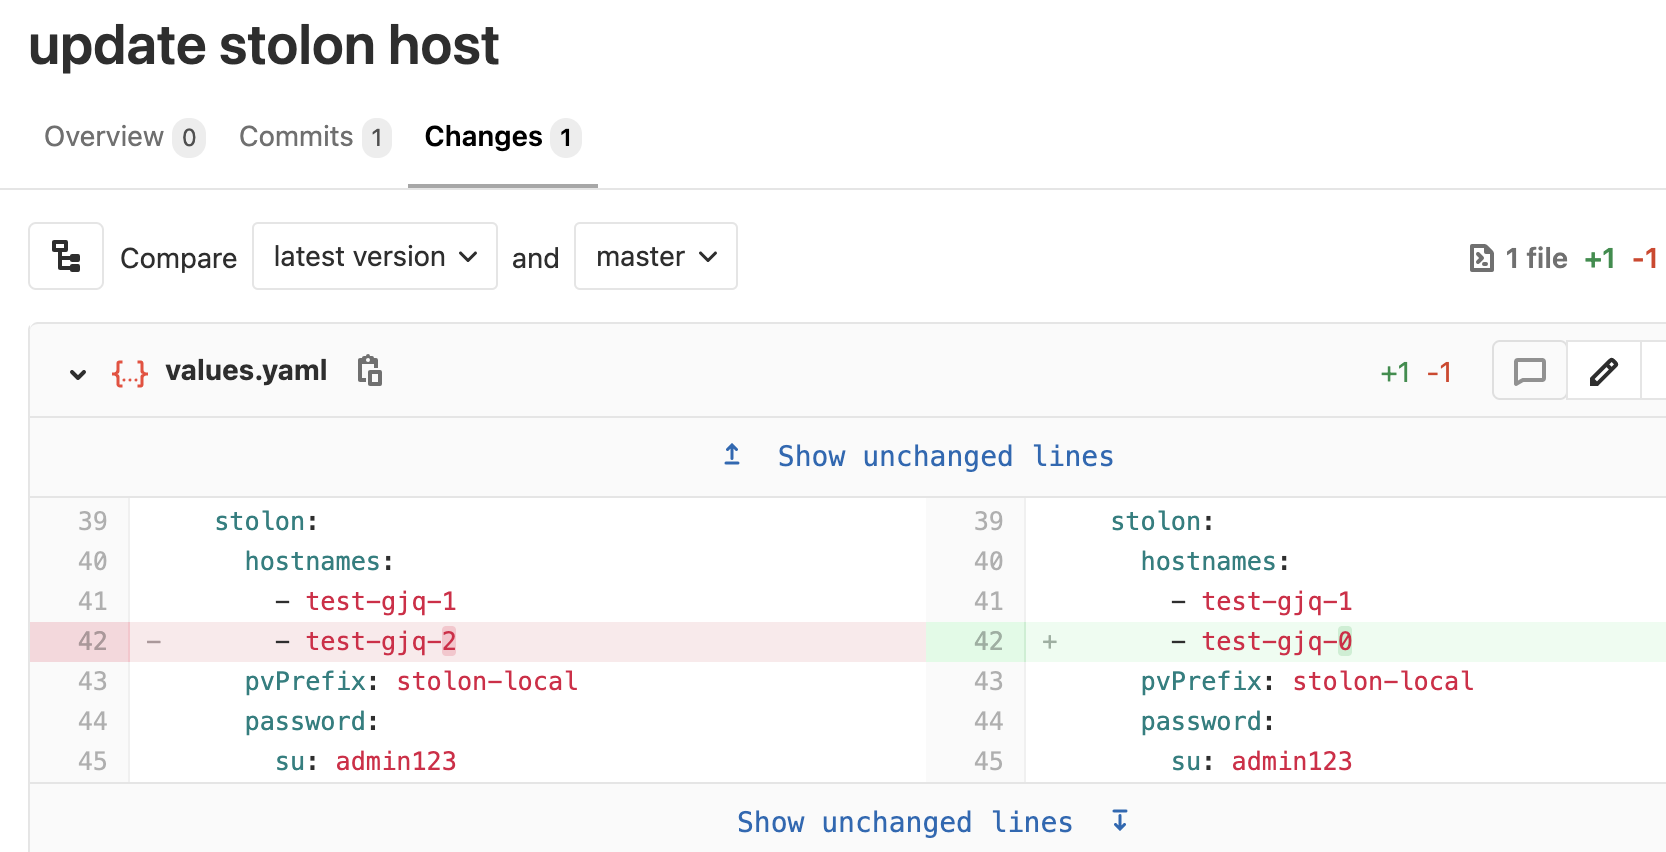 update stolon host
Overview 0 Commits 1 Changes 1
Compare latest version and master 1 file +1 -1
{...} values.yaml +1 -1
Show unchanged lines
39 stolon: 39 stolon:
40 hostnames: 40 hostnames:
41 - test-gjq-1 41 - test-gjq-1
42 - - test-gjq-2 42 + - test-gjq-0
43 pvPrefix: stolon-local 43 pvPrefix: stolon-local
44 password: 44 password:
45 su: admin123 45 su: admin123
Show unchanged lines